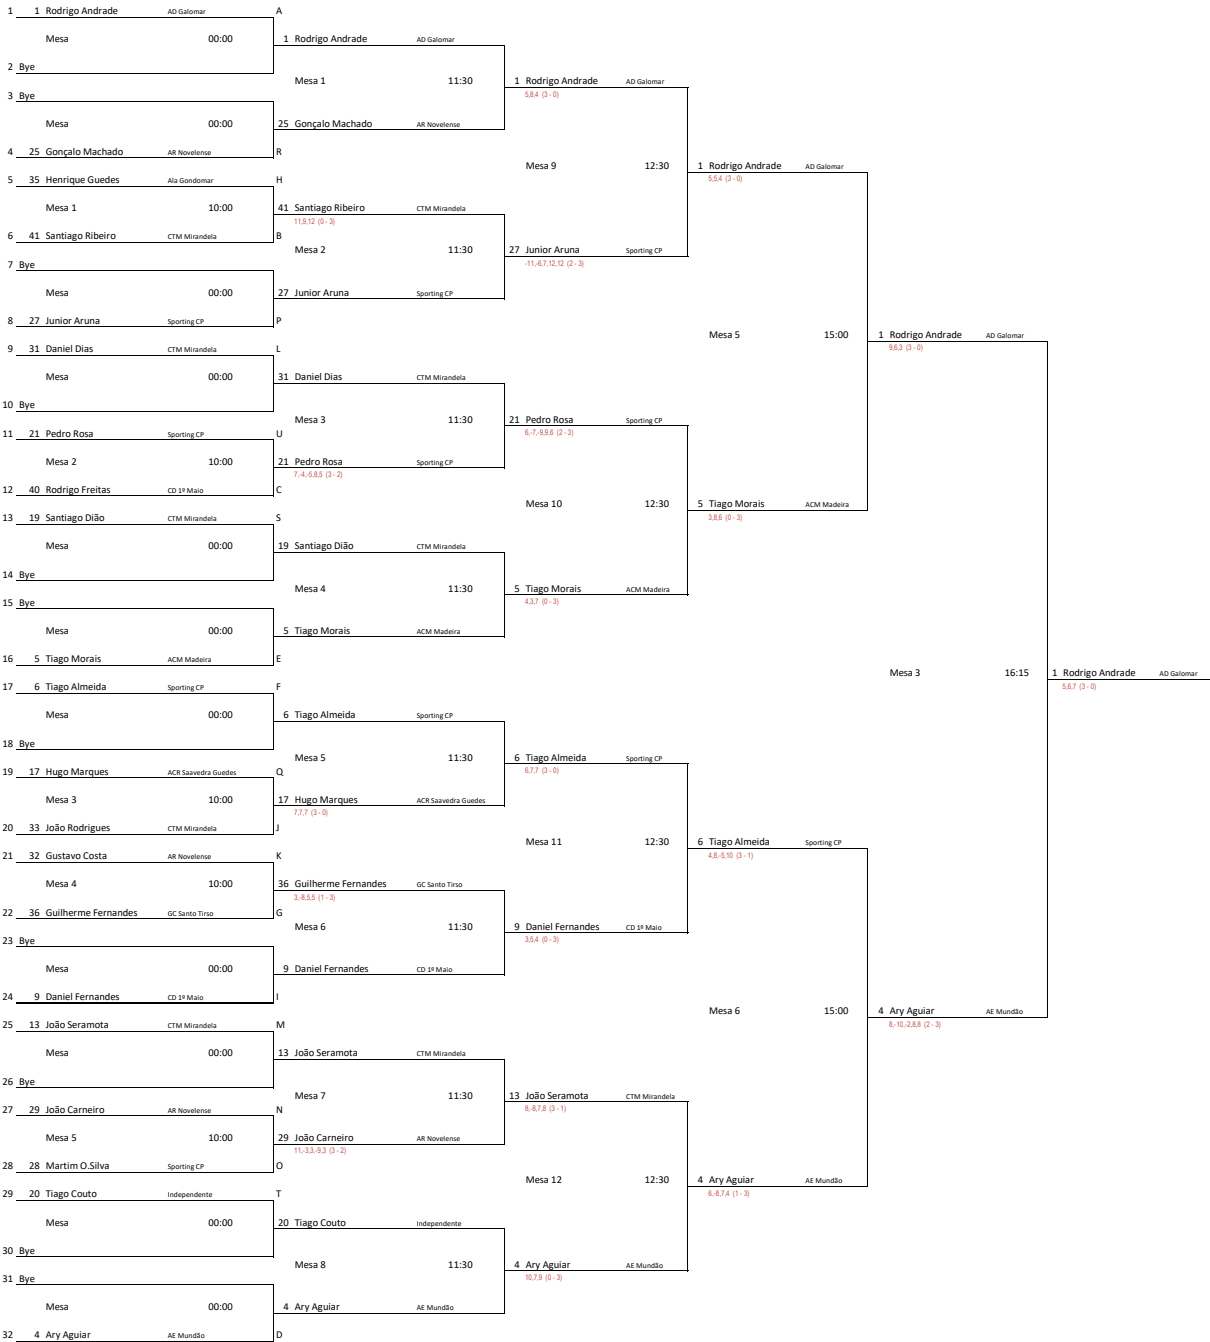 1 1 Rodrigo Andrade AD Galomar A
Mesa 00:00 1 Rodrigo Andrade AD Galomar
2 Bye
Mesa 1 11:30 1 Rodrigo Andrade AD Galomar
5,8,4 (3 - 0)
3 Bye
Mesa 00:00 25 Gonçalo Machado AR Novelense
4 25 Gonçalo Machado AR Novelense R
Mesa 9 12:30 1 Rodrigo Andrade AD Galomar
5,5,4 (3 - 0)
5 35 Henrique Guedes Ala Gondomar H
Mesa 1 10:00 41 Santiago Ribeiro CTM Mirandela
11,9,12 (0 - 3)
6 41 Santiago Ribeiro CTM Mirandela B
Mesa 2 11:30 27 Junior Aruna Sporting CP
-11,-6,7,12,12 (2 - 3)
7 Bye
Mesa 00:00 27 Junior Aruna Sporting CP
8 27 Junior Aruna Sporting CP P
Mesa 5 15:00 1 Rodrigo Andrade AD Galomar
9,6,3 (3 - 0)
9 31 Daniel Dias CTM Mirandela L
Mesa 00:00 31 Daniel Dias CTM Mirandela
10 Bye
Mesa 3 11:30 21 Pedro Rosa Sporting CP
6,-7,-9,9,6 (2 - 3)
11 21 Pedro Rosa Sporting CP U
Mesa 2 10:00 21 Pedro Rosa Sporting CP
7,-4,-5,8,5 (3 - 2)
12 40 Rodrigo Freitas CD 1º Maio C
Mesa 10 12:30 5 Tiago Morais ACM Madeira
3,8,6 (0 - 3)
13 19 Santiago Dião CTM Mirandela S
Mesa 00:00 19 Santiago Dião CTM Mirandela
14 Bye
Mesa 4 11:30 5 Tiago Morais ACM Madeira
4,3,7 (0 - 3)
15 Bye
Mesa 00:00 5 Tiago Morais ACM Madeira
16 5 Tiago Morais ACM Madeira E
Mesa 3 16:15 1 Rodrigo Andrade AD Galomar
5,6,7 (3 - 0)
17 6 Tiago Almeida Sporting CP F
Mesa 00:00 6 Tiago Almeida Sporting CP
18 Bye
Mesa 5 11:30 6 Tiago Almeida Sporting CP
6,7,7 (3 - 0)
19 17 Hugo Marques ACR Saavedra Guedes Q
Mesa 3 10:00 17 Hugo Marques ACR Saavedra Guedes
7,7,7 (3 - 0)
20 33 João Rodrigues CTM Mirandela J
Mesa 11 12:30 6 Tiago Almeida Sporting CP
4,8,-5,10 (3 - 1)
21 32 Gustavo Costa AR Novelense K
Mesa 4 10:00 36 Guilherme Fernandes GC Santo Tirso
3,-8,5,5 (1 - 3)
22 36 Guilherme Fernandes GC Santo Tirso G
Mesa 6 11:30 9 Daniel Fernandes CD 1º Maio
3,5,4 (0 - 3)
23 Bye
Mesa 00:00 9 Daniel Fernandes CD 1º Maio
24 9 Daniel Fernandes CD 1º Maio I
Mesa 6 15:00 4 Ary Aguiar AE Mundão
8,-10,-2,8,8 (2 - 3)
25 13 João Seramota CTM Mirandela M
Mesa 00:00 13 João Seramota CTM Mirandela
26 Bye
Mesa 7 11:30 13 João Seramota CTM Mirandela
8,-8,7,8 (3 - 1)
27 29 João Carneiro AR Novelense N
Mesa 5 10:00 29 João Carneiro AR Novelense
11,-3,3,-9,3 (3 - 2)
28 28 Martim O.Silva Sporting CP O
Mesa 12 12:30 4 Ary Aguiar AE Mundão
6,-8,7,4 (1 - 3)
29 20 Tiago Couto Independente T
Mesa 00:00 20 Tiago Couto Independente
30 Bye
Mesa 8 11:30 4 Ary Aguiar AE Mundão
10,7,9 (0 - 3)
31 Bye
Mesa 00:00 4 Ary Aguiar AE Mundão
32 4 Ary Aguiar AE Mundão D